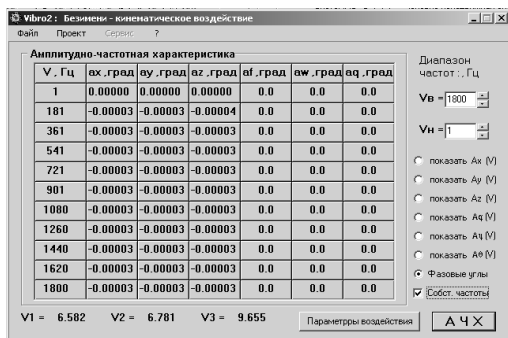 Vibro2 : Безимени - кинематическое воздействие
Файл Проект Сервис ?
Амплитудно-частотная характеристика
V , Гц ax ,град ay ,град az ,град af ,град aw ,град aq ,град
1 0.00000 0.00000 0.00000 0.0 0.0 0.0
181 -0.00003 -0.00003 -0.00004 0.0 0.0 0.0
361 -0.00003 -0.00003 -0.00003 0.0 0.0 0.0
541 -0.00003 -0.00003 -0.00003 0.0 0.0 0.0
721 -0.00003 -0.00003 -0.00003 0.0 0.0 0.0
901 -0.00003 -0.00003 -0.00003 0.0 0.0 0.0
1080 -0.00003 -0.00003 -0.00003 0.0 0.0 0.0
1260 -0.00003 -0.00003 -0.00003 0.0 0.0 0.0
1440 -0.00003 -0.00003 -0.00003 0.0 0.0 0.0
1620 -0.00003 -0.00003 -0.00003 0.0 0.0 0.0
1800 -0.00003 -0.00003 -0.00003 0.0 0.0 0.0
V1 = 6.582 V2 = 6.781 V3 = 9.655
Диапазон
частот : , Гц
Vв = 1800
Vн = 1
показать Ax (V)
показать Ay (V)
показать Az (V)
показать Aq (V)
показать (V)
показать (V)
Фазовые углы
Собст. частоты
Параметрры воздействия
А Ч Х